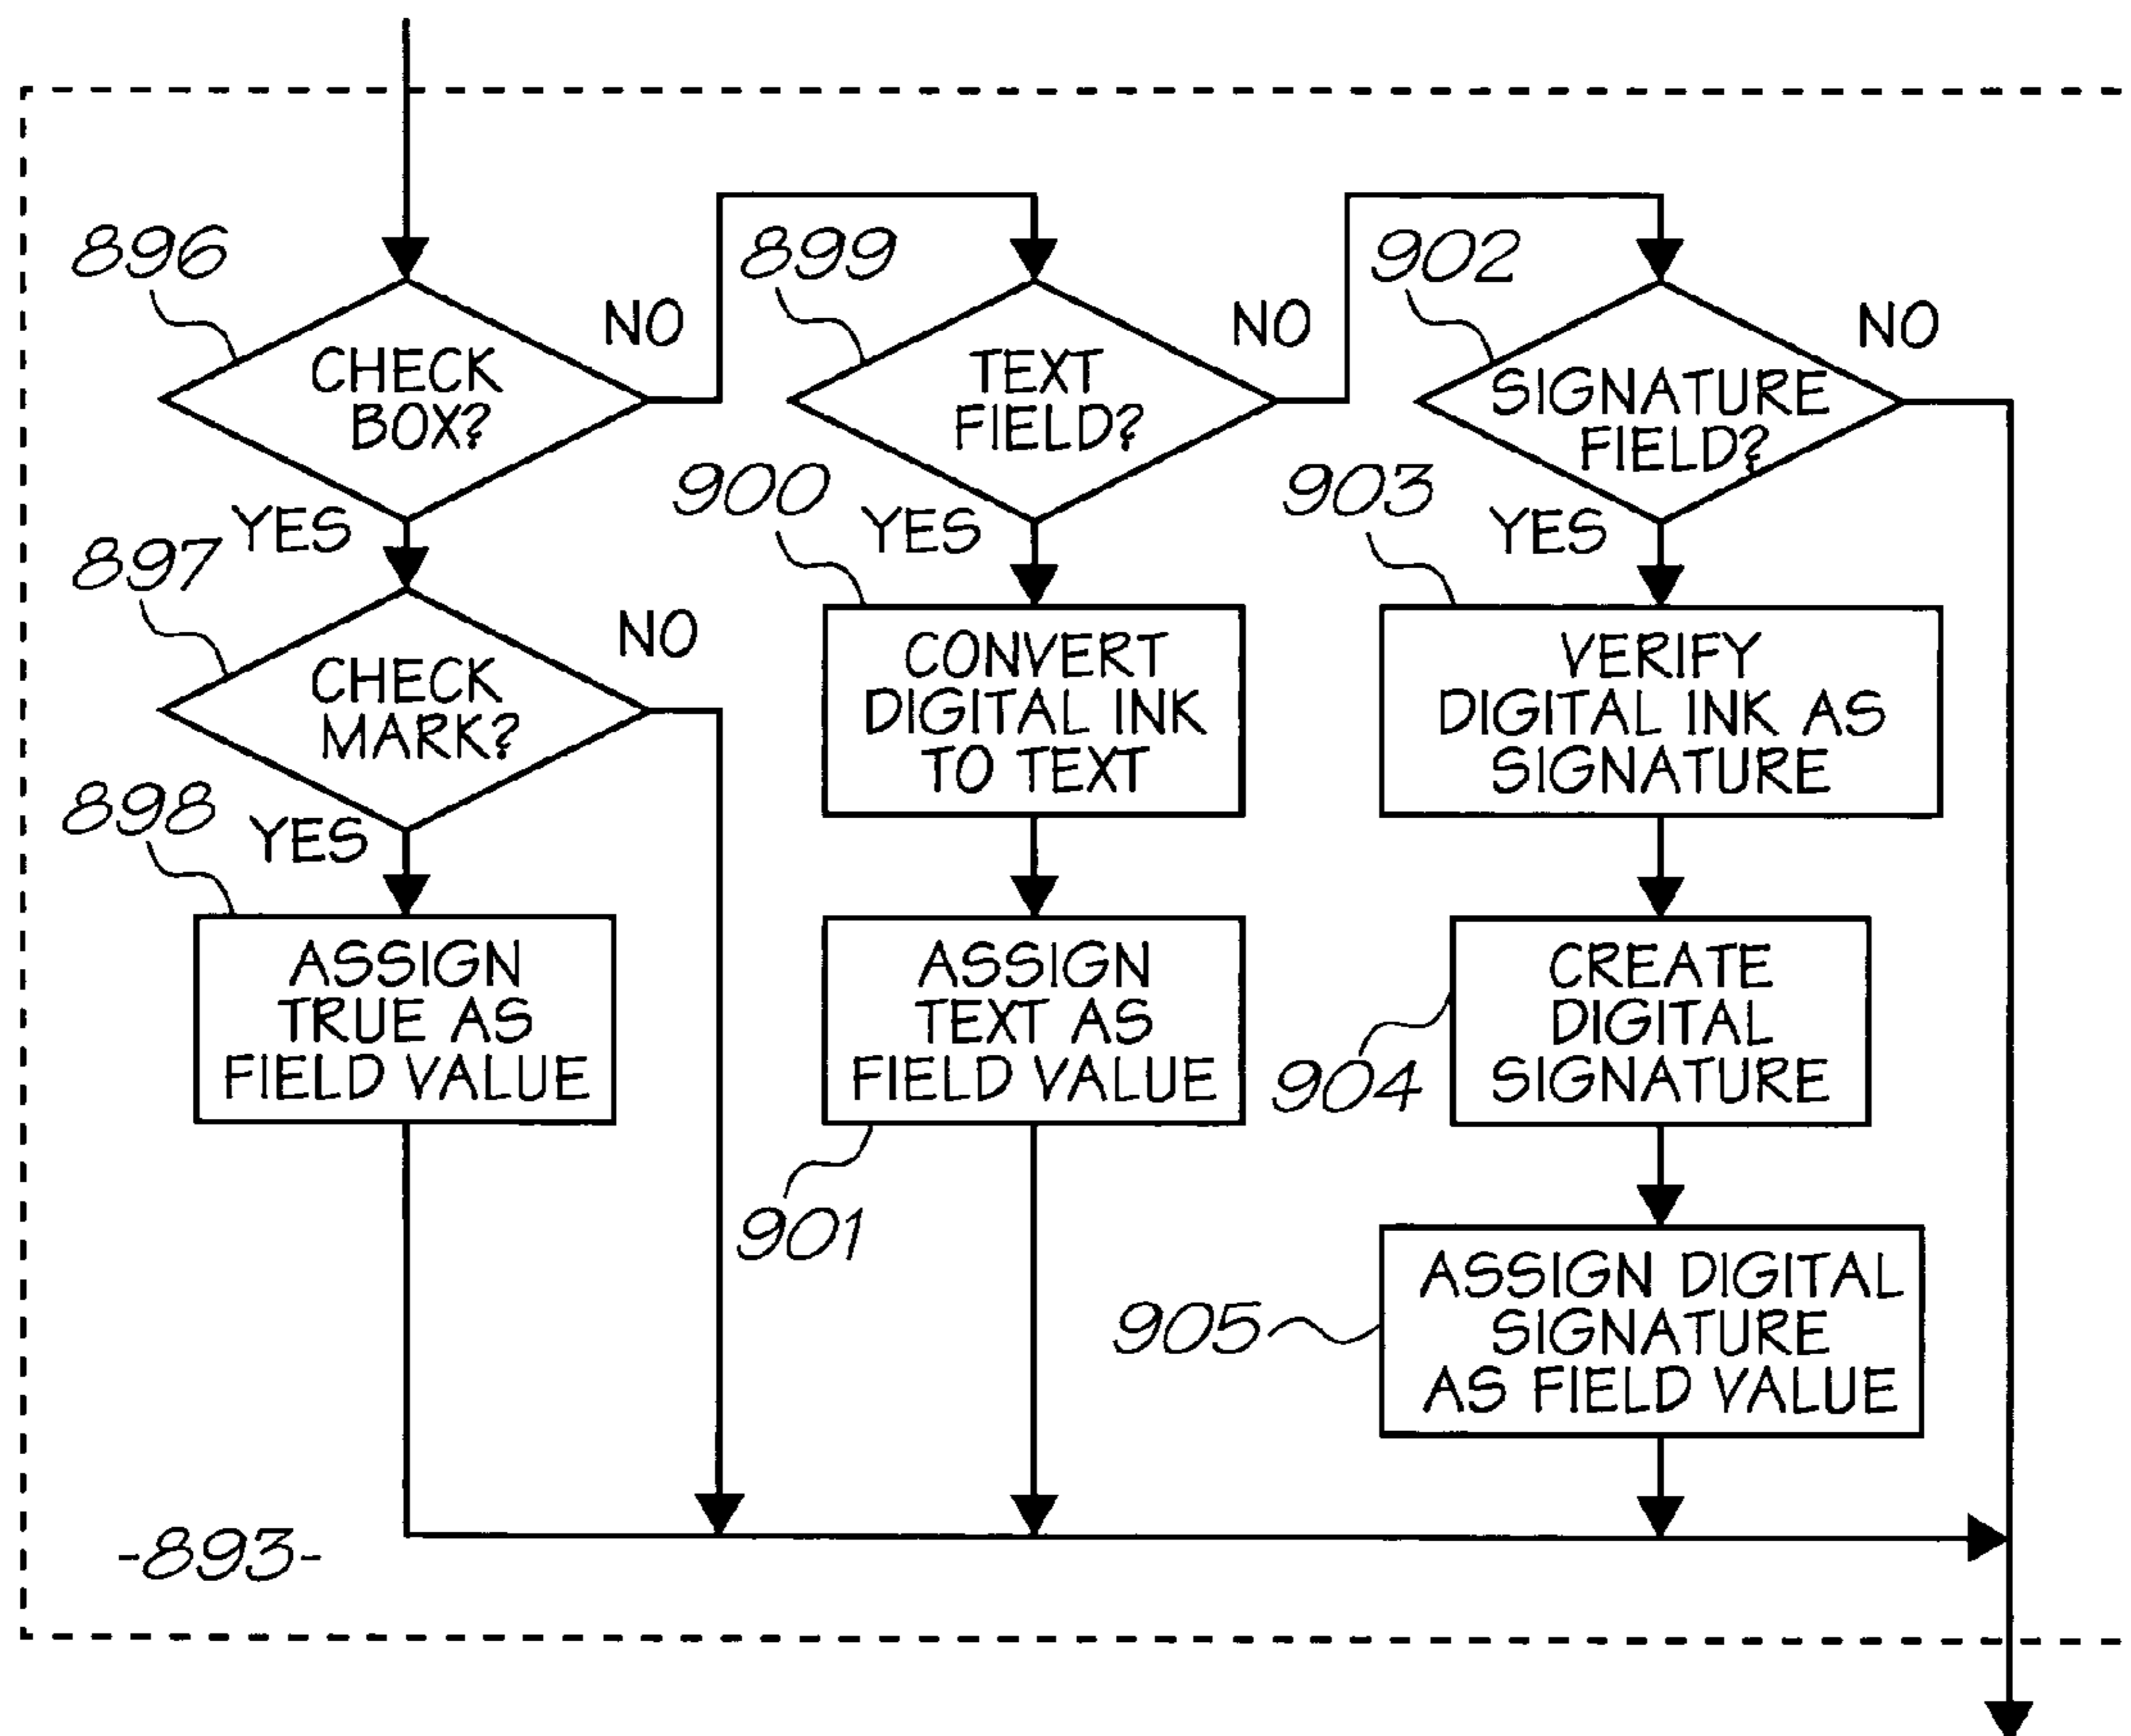 896
CHECK
BOX?
NO
YES
897
CHECK
MARK?
NO
YES
898
ASSIGN
TRUE AS
FIELD VALUE
899
TEXT
FIELD?
NO
YES
900
CONVERT
DIGITAL INK
TO TEXT
ASSIGN
TEXT AS
FIELD VALUE
901
902
SIGNATURE
FIELD?
NO
YES
903
VERIFY
DIGITAL INK AS
SIGNATURE
CREATE
DIGITAL
SIGNATURE
904
ASSIGN DIGITAL
SIGNATURE
AS FIELD VALUE
905
-893-